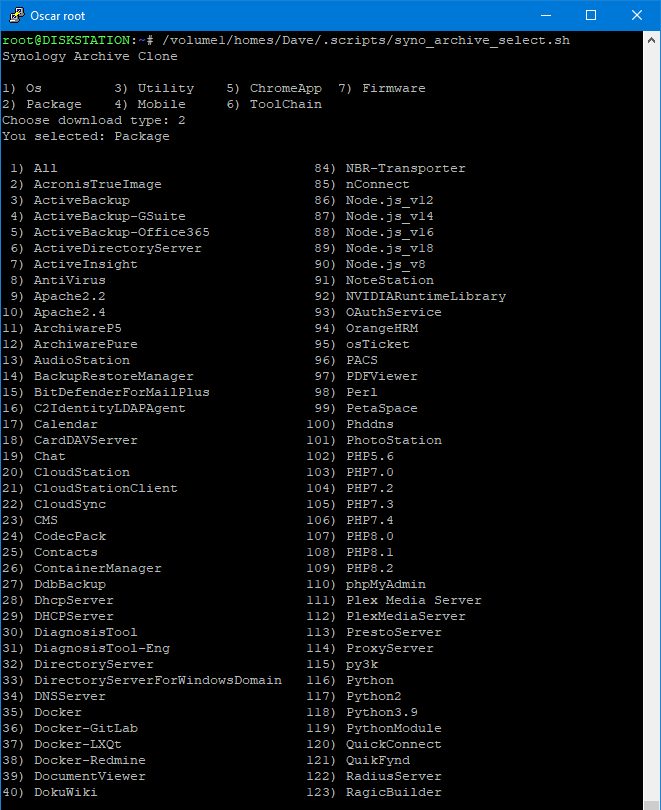 Oscar root
root@DISKSTATION:~# /volume1/homes/Dave/.scripts/syno_archive_select.sh
Synology Archive Clone
1) Os 3) Utility 5) ChromeApp 7) Firmware
2) Package 4) Mobile 6) ToolChain
Choose download type: 2
You selected: Package
1) All 84) NBR-Transporter
2) AcronisTrueImage 85) nConnect
3) ActiveBackup 86) Node.js_v12
4) ActiveBackup-GSuite 87) Node.js_v14
5) ActiveBackup-Office365 88) Node.js_v16
6) ActiveDirectoryServer 89) Node.js_v18
7) ActiveInsight 90) Node.js_v8
8) AntiVirus 91) NoteStation
9) Apache2.2 92) NVIDIARuntimeLibrary
10) Apache2.4 93) OAuthService
11) ArchiwareP5 94) OrangeHRM
12) ArchiwarePure 95) osTicket
13) AudioStation 96) PACS
14) BackupRestoreManager 97) PDFViewer
15) BitDefenderForMailPlus 98) Perl
16) C2IdentityLDAPAgent 99) PetaSpace
17) Calendar 100) Phddns
18) CardDAVServer 101) PhotoStation
19) Chat 102) PHP5.6
20) CloudStation 103) PHP7.0
21) CloudStationClient 104) PHP7.2
22) CloudSync 105) PHP7.3
23) CMS 106) PHP7.4
24) CodecPack 107) PHP8.0
25) Contacts 108) PHP8.1
26) ContainerManager 109) PHP8.2
27) DdbBackup 110) phpMyAdmin
28) DhcpServer 111) Plex Media Server
29) DHCPServer 112) PlexMediaServer
30) DiagnosisTool 113) PrestoServer
31) DiagnosisTool-Eng 114) ProxyServer
32) DirectoryServer 115) py3k
33) DirectoryServerForWindowsDomain 116) Python
34) DNSServer 117) Python2
35) Docker 118) Python3.9
36) Docker-GitLab 119) PythonModule
37) Docker-LXQt 120) QuickConnect
38) Docker-Redmine 121) QuikFynd
39) DocumentViewer 122) RadiusServer
40) DokuWiki 123) RagicBuilder